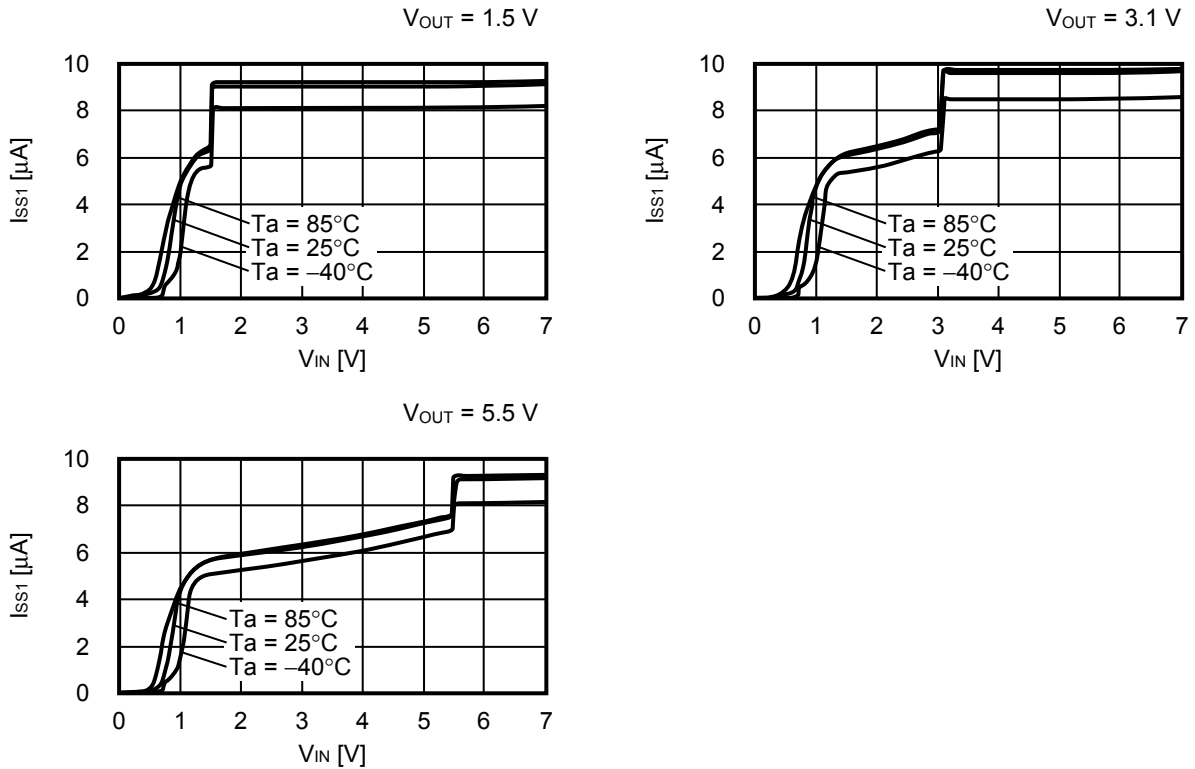 VOUT = 1.5 V
10
8
6
4
2
0
ISS1 [μA]
Ta = 85°C
Ta = 25°C
Ta = −40°C
0 1 2 3 4 5 6 7
VIN [V]
VOUT = 3.1 V
10
8
6
4
2
0
ISS1 [μA]
Ta = 85°C
Ta = 25°C
Ta = −40°C
0 1 2 3 4 5 6 7
VIN [V]
VOUT = 5.5 V
10
8
6
4
2
0
ISS1 [μA]
Ta = 85°C
Ta = 25°C
Ta = −40°C
0 1 2 3 4 5 6 7
VIN [V]